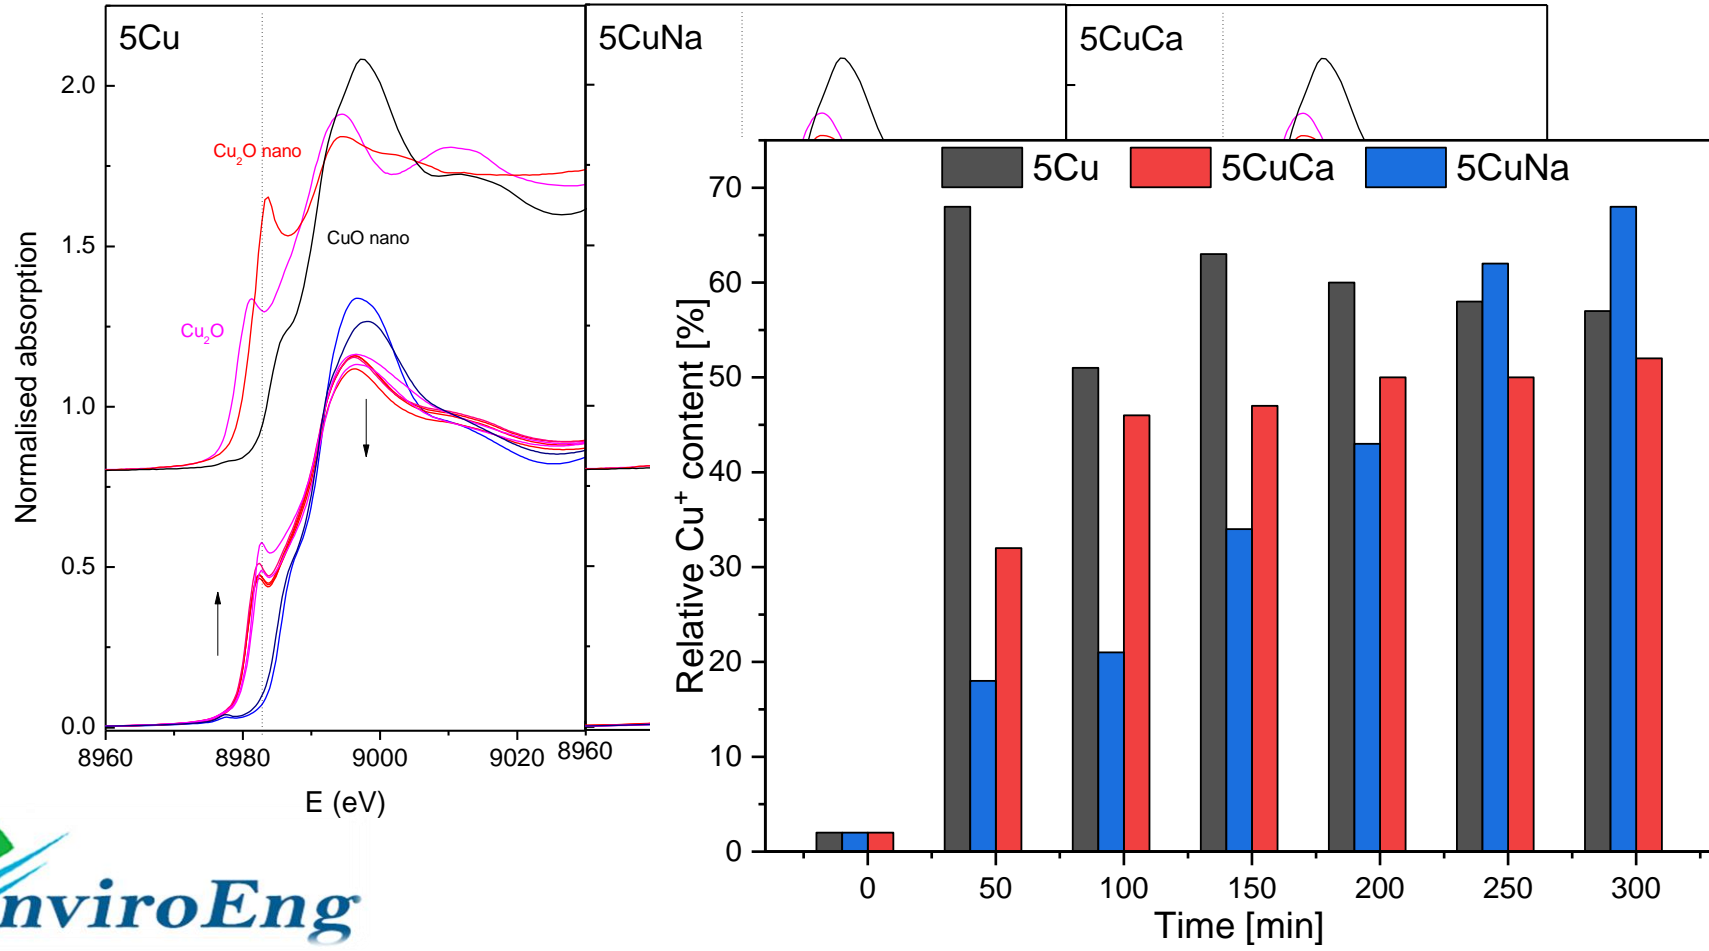 5Cu
5CuNa
5CuCa
2.0
1.5
1.0
0.5
0.0
Normalised absorption
Cu₂O nano
CuO nano
Cu₂O
8960
8980
9000
9020
8960
E (eV)
5Cu
5CuCa
5CuNa
70
60
50
40
30
20
10
0
Relative Cu⁺ content [%]
0
50
100
150
200
250
300
Time [min]
nviroEng